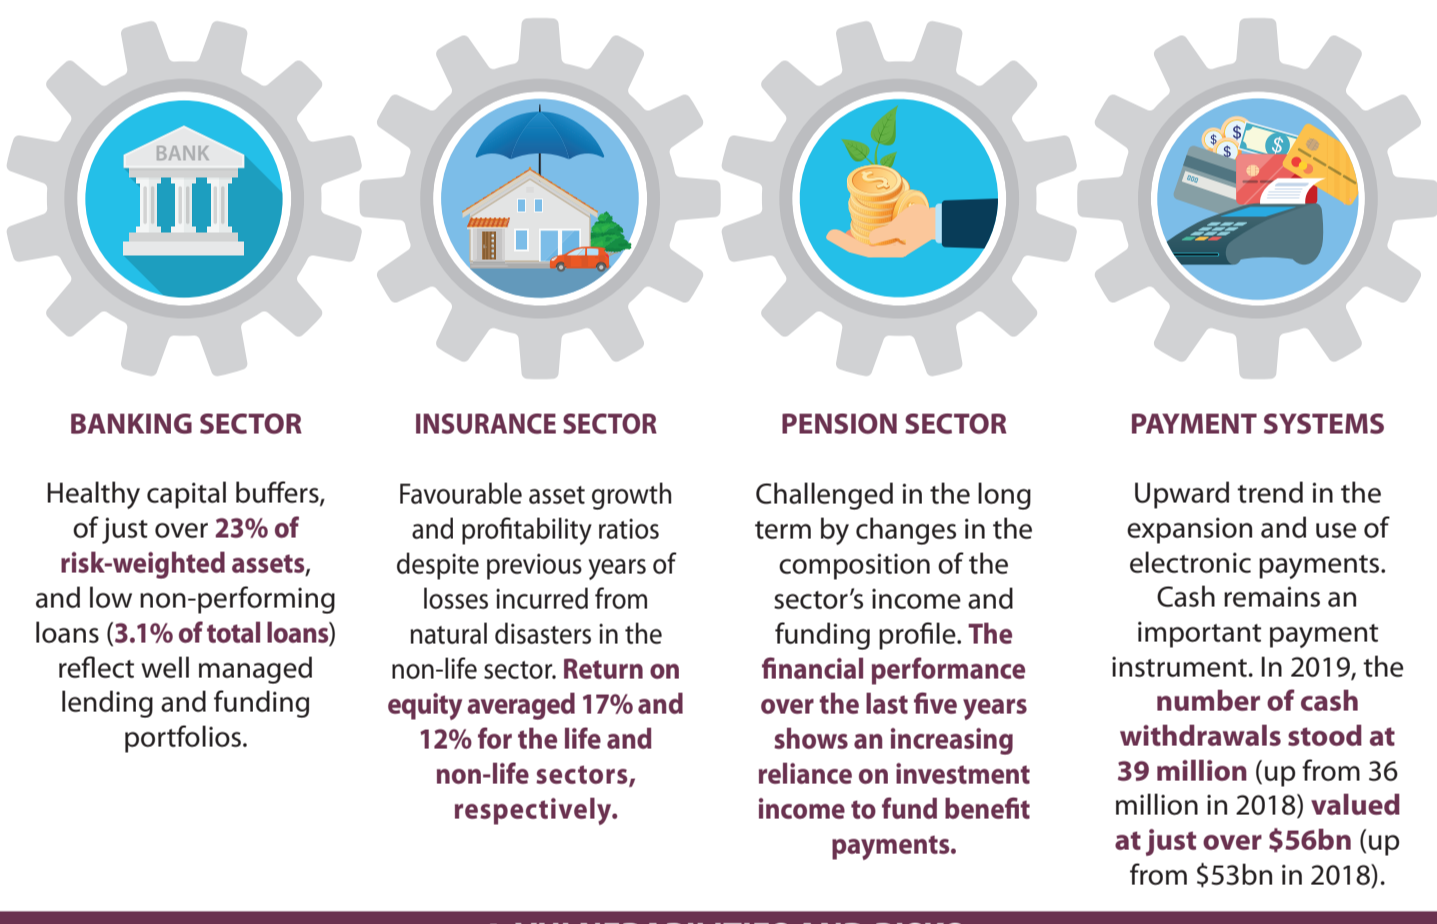 BANK
BANKING SECTOR
Healthy capital buffers,
of just over 23% of
risk-weighted assets,
and low non-performing
loans (3.1% of total loans)
reflect well managed
lending and funding
portfolios.
INSURANCE SECTOR
Favourable asset growth
and profitability ratios
despite previous years of
losses incurred from
natural disasters in the
non-life sector. Return on
equity averaged 17% and
12% for the life and
non-life sectors,
respectively.
PENSION SECTOR
Challenged in the long
term by changes in the
composition of the
sector's income and
funding profile. The
financial performance
over the last five years
shows an increasing
reliance on investment
income to fund benefit
payments.
PAYMENT SYSTEMS
Upward trend in the
expansion and use of
electronic payments.
Cash remains an
important payment
instrument. In 2019, the
number of cash
withdrawals stood at
39 million (up from 36
million in 2018) valued
at just over $56bn (up
from $53bn in 2018).